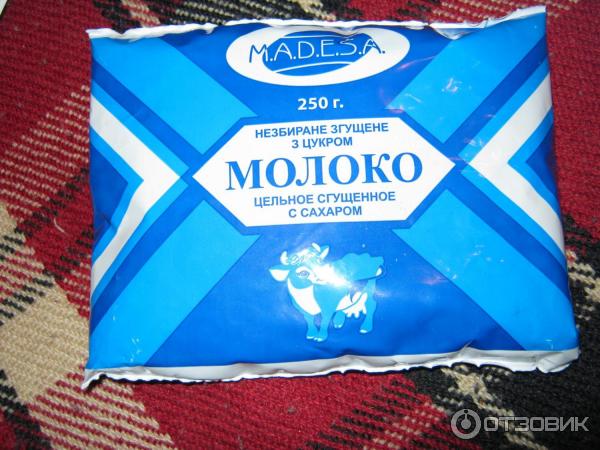 M.A.D.E.S.A.
250 г.
НЕЗБИРАНЕ ЗГУЩЕНЕ
З ЦУКРОМ
МОЛОКО
ЦЕЛЬНОЕ СГУЩЕННОЕ
С САХАРОМ
ОТЗОВИК